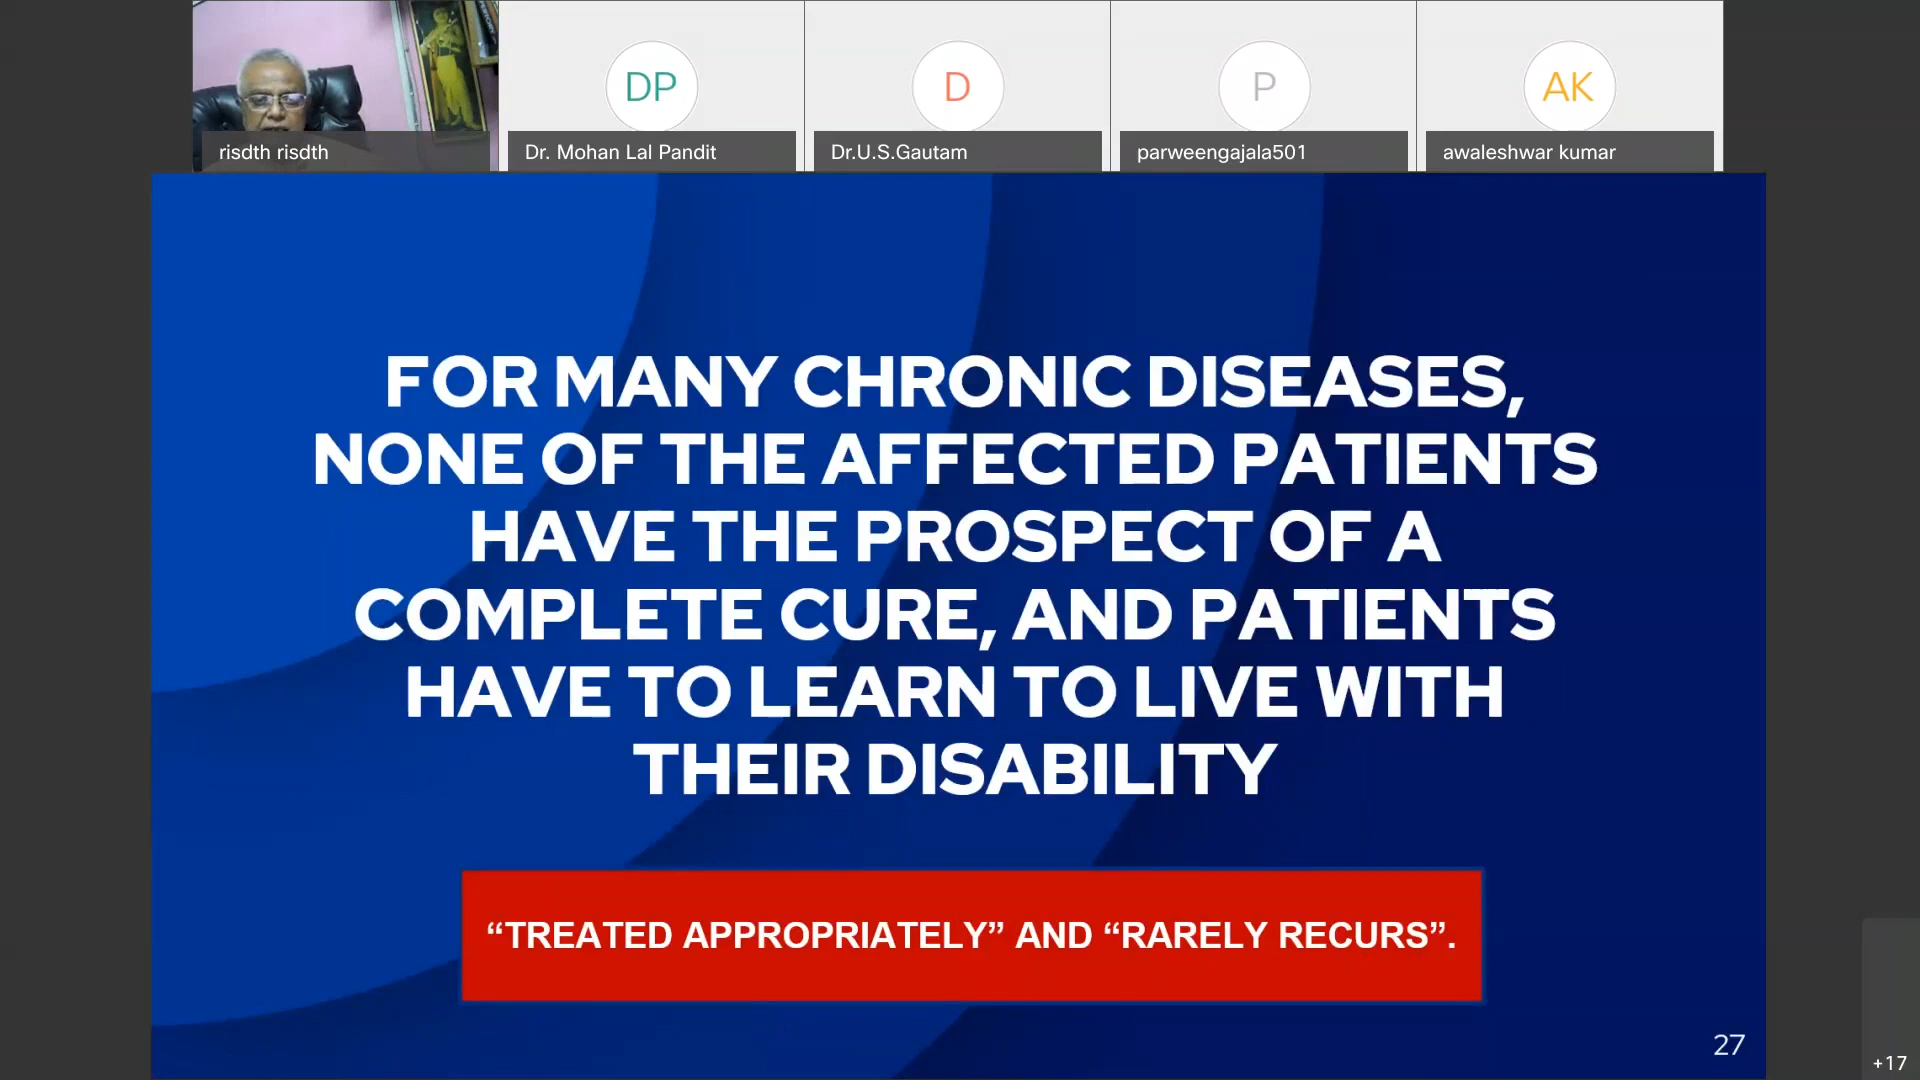 DP
D
P
AK
risdth risdth
Dr. Mohan Lal Pandit
Dr.U.S.Gautam
parweengajala501
awaleshwar kumar
FOR MANY CHRONIC DISEASES,
NONE OF THE AFFECTED PATIENTS
HAVE THE PROSPECT OF A
COMPLETE CURE, AND PATIENTS
HAVE TO LEARN TO LIVE WITH
THEIR DISABILITY
“TREATED APPROPRIATELY” AND “RARELY RECURS”.
27
+17